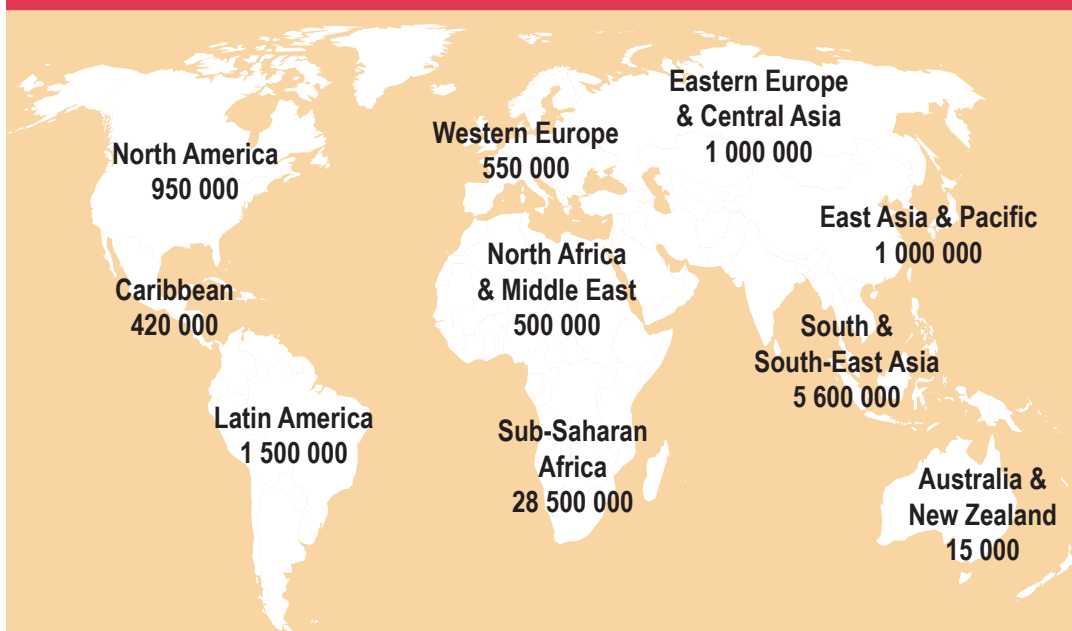 North America
950 000
Western Europe
550 000
Eastern Europe
& Central Asia
1 000 000
East Asia & Pacific
1 000 000
Caribbean
420 000
North Africa
& Middle East
500 000
South &
South-East Asia
5 600 000
Latin America
1 500 000
Sub-Saharan
Africa
28 500 000
Australia &
New Zealand
15 000